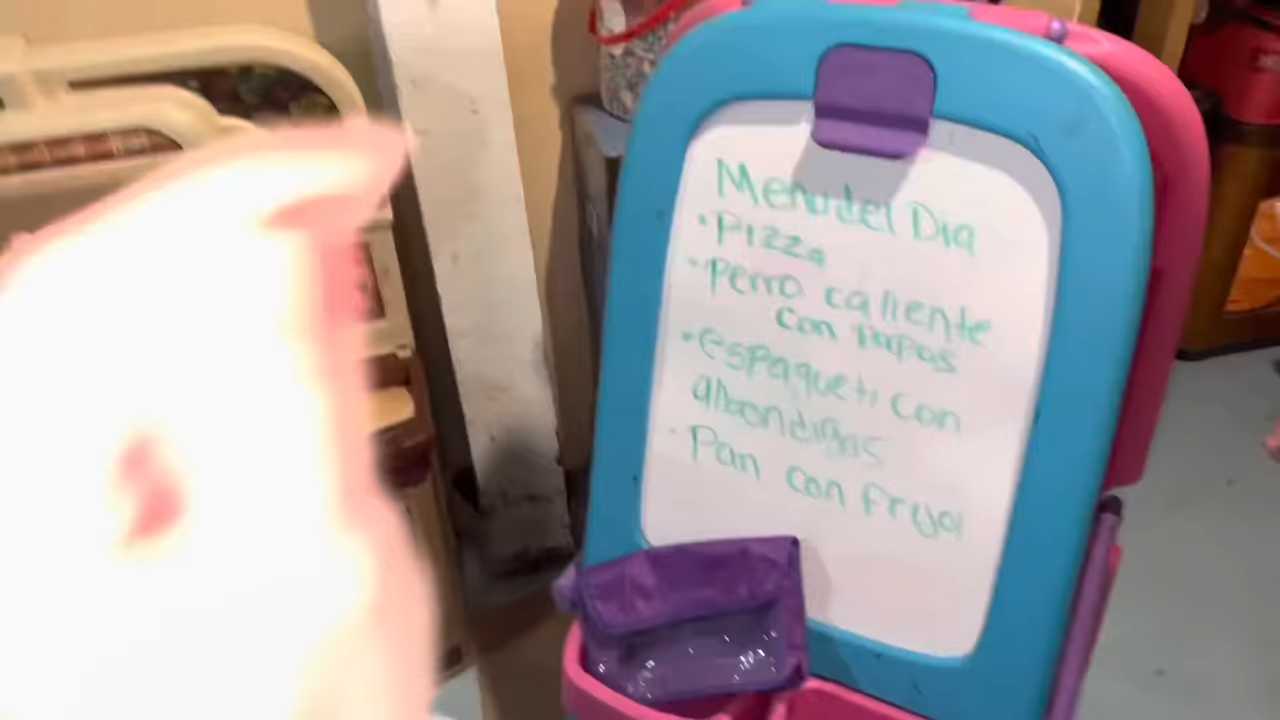 Menu del Dia
• Pizza
• Perro caliente
con papas
• espaqueti con
albondigas
• Pan con Frijol